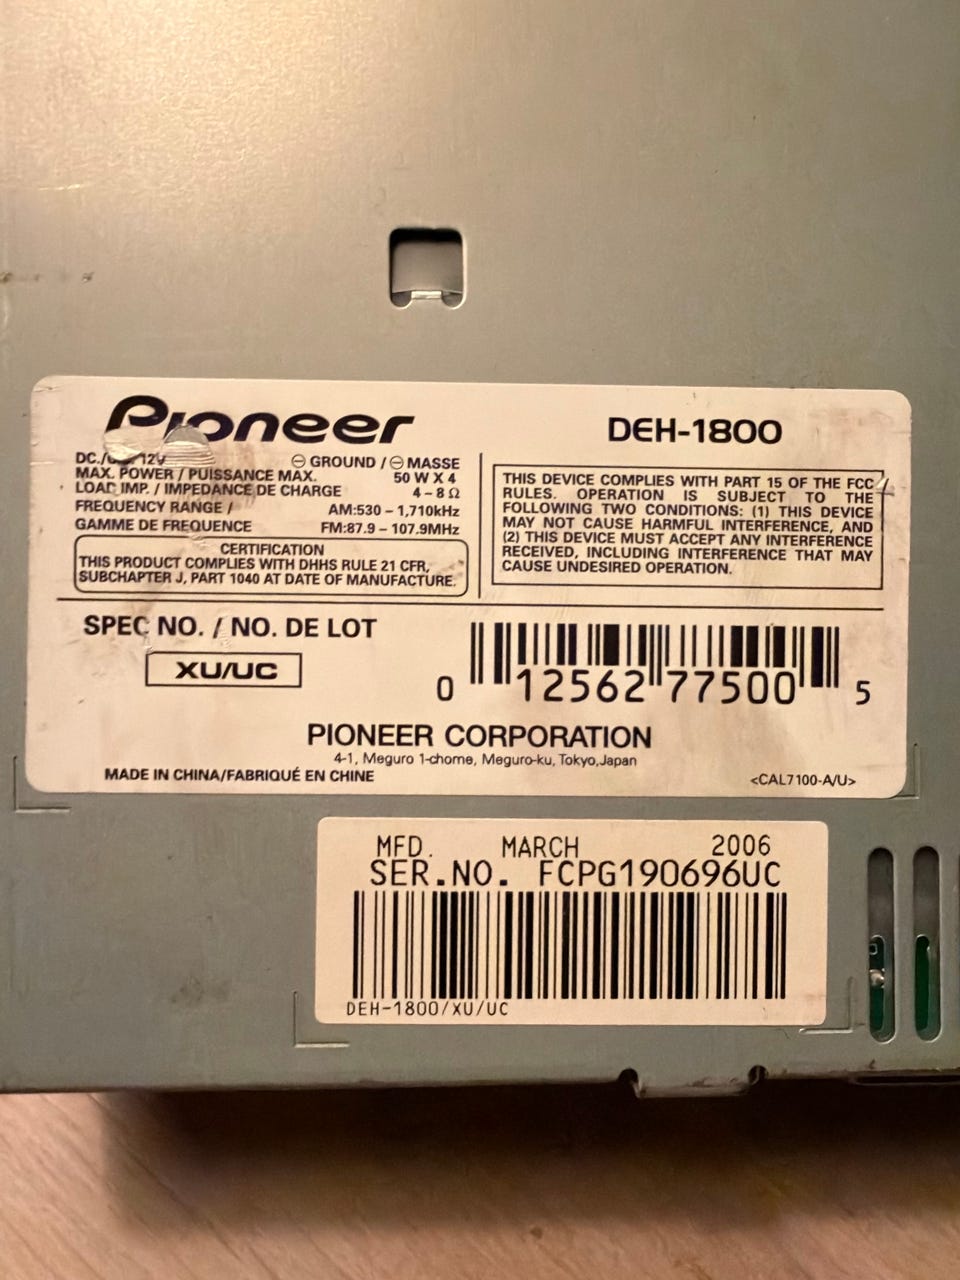 Pioneer
DEH-1800
12V ⊖ GROUND / ⊖ MASSE
MAX. POWER / PUISSANCE MAX. 50 W X 4
LOAD IMP. / IMPEDANCE DE CHARGE 4 – 8 Ω
FREQUENCY RANGE / AM:530 – 1,710kHz
GAMME DE FREQUENCE FM:87.9 – 107.9MHz
CERTIFICATION
THIS PRODUCT COMPLIES WITH DHHS RULE 21 CFR,
SUBCHAPTER J, PART 1040 AT DATE OF MANUFACTURE.
THIS DEVICE COMPLIES WITH PART 15 OF THE FCC
RULES. OPERATION IS SUBJECT TO THE
FOLLOWING TWO CONDITIONS: (1) THIS DEVICE
MAY NOT CAUSE HARMFUL INTERFERENCE, AND
(2) THIS DEVICE MUST ACCEPT ANY INTERFERENCE
RECEIVED, INCLUDING INTERFERENCE THAT MAY
CAUSE UNDESIRED OPERATION.
SPEC NO. / NO. DE LOT
XU/UC
0 12562 77500 5
PIONEER CORPORATION
4-1, Meguro 1-chome, Meguro-ku, Tokyo,Japan
MADE IN CHINA/FABRIQUÉ EN CHINE
<CAL7100-A/U>
MFD. MARCH 2006
SER.NO. FCPG190696UC
DEH-1800/XU/UC